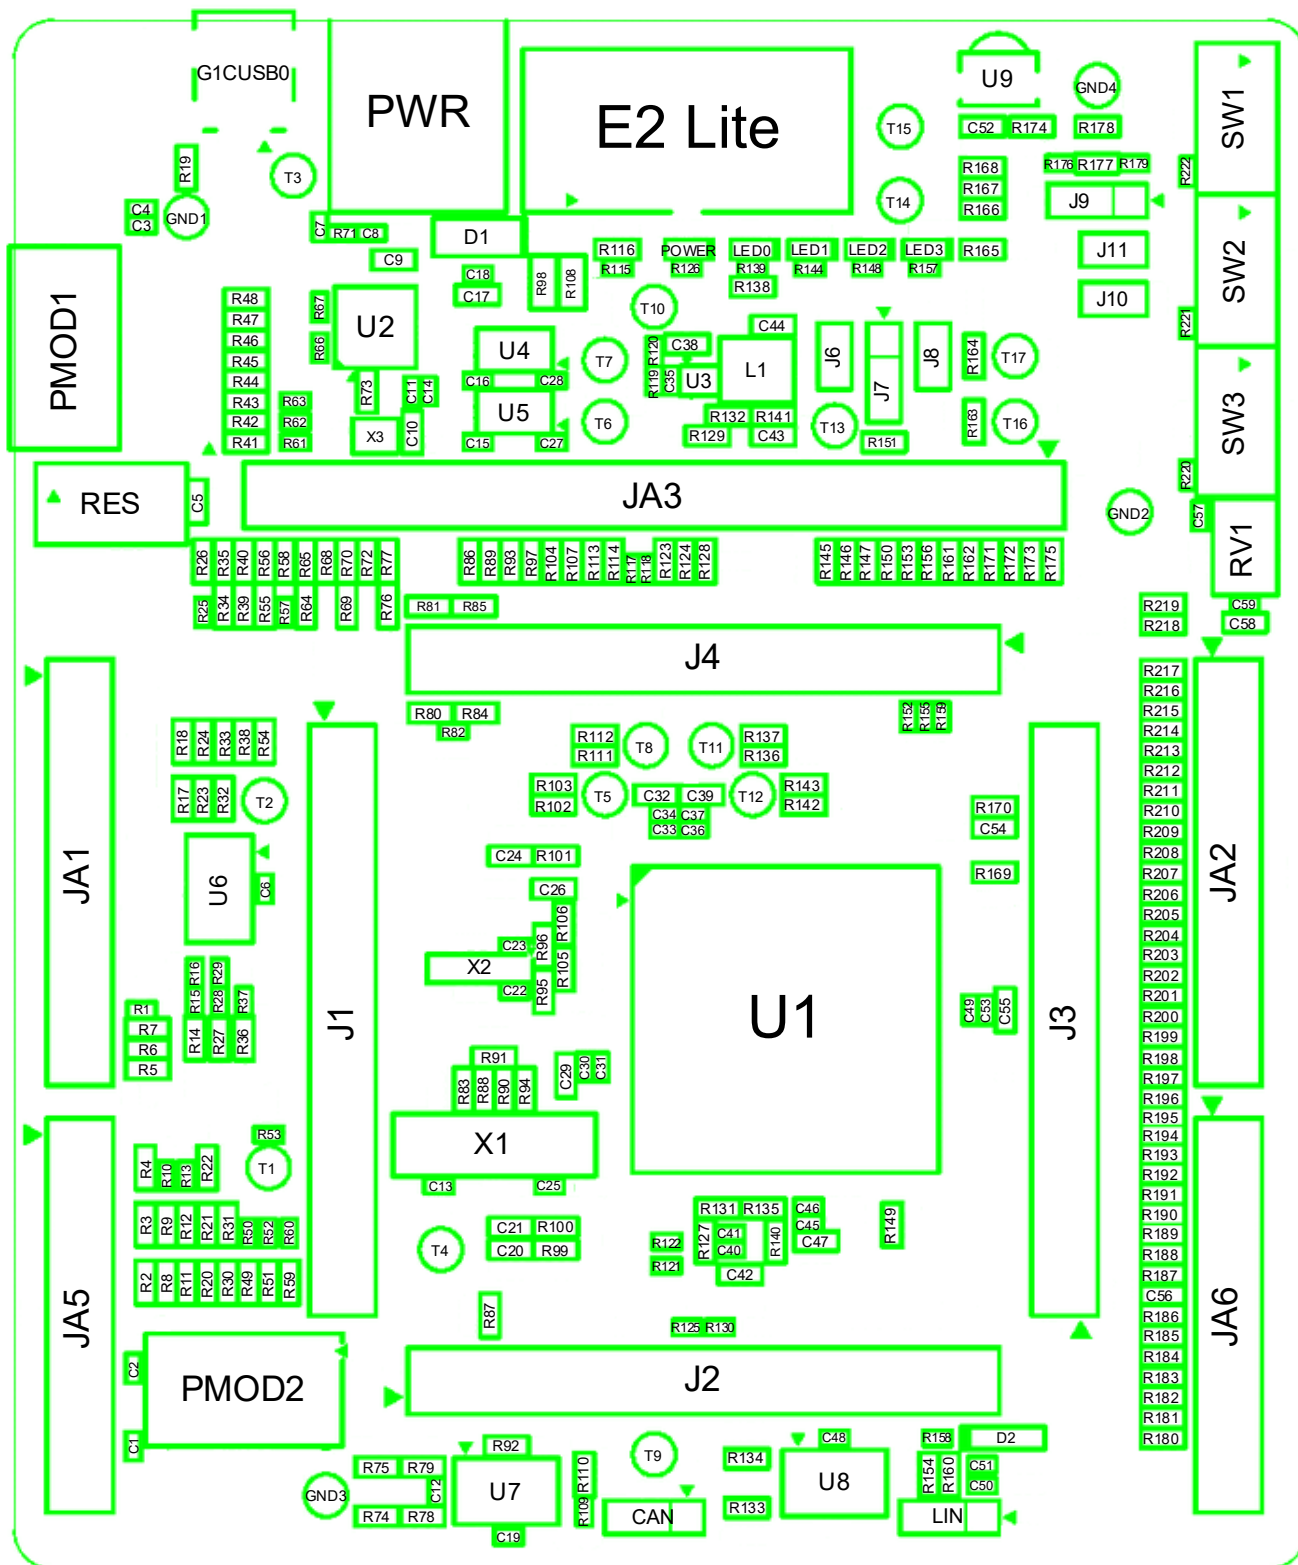 G1CUSB0
PWR
E2 Lite
U9
GND4
SW1
T15
C52 R174
R178
R19
T3
R168
R167
R166
R176 R177 R179
R222
C4
C3
GND1
T14
J9
C7
R71 C8
D1
R116
R115
POWER
R126
LED0
R139
R138
LED1
R144
LED2
R148
LED3
R157
R165
J11
SW2
C9
C18
C17
R98
R108
J10
PMOD1
R48
R47
R46
R45
R44
R43
R42
R41
R67
R66
U2
T10
C44
R221
U4
T7
R120
R119
C38
C35
U3
L1
J6
J7
J8
R164
T17
R63
R62
R61
R73
C11
C14
C16
C28
U5
R132 R141
R129
C43
T13
SW3
X3
C10
C15
C27
T6
R151
R163
T16
RES
C5
JA3
GND2
R220
C57
RV1
R26
R35
R40
R56
R58
R65
R68
R70
R72
R77
R86
R89
R93
R97
R104
R107
R113
R114
R117
R118
R123
R124
R128
R145
R146
R147
R150
R153
R156
R161
R162
R171
R172
R173
R175
R25
R34
R39
R55
R57
R64
R69
R76
R81 R85
R219
R218
C59
C58
J4
JA1
R80 R84
R82
R152
R155
R159
R18
R24
R33
R38
R54
R112
R111
T8
T11
R137
R136
R17
R23
R32
T2
R103
R102
T5
C32 C39
C34 C37
C33 C36
T12
R143
R142
R170
C54
U6
C6
C24 R101
R169
C26
R106
C23
R96
X2
C22
R95
R105
R16
R15
R29
R28
R37
R1
R7
R6
R5
R14
R27
R36
J1
U1
C49
C53
C55
J3
R91
R83
R88
R90
R94
C29
C30
C31
X1
C13
C25
R53
T1
R4
R10
R13
R22
R3
R9
R12
R21
R31
R50
R52
R60
C21 R100
C20 R99
T4
R131 R135
R127
C41
C40
R140
C42
C46
C45
C47
R149
R122
R121
R2
R8
R11
R20
R30
R49
R51
R59
R87
R125 R130
JA5
PMOD2
C2
C1
J2
R217
R216
R215
R214
R213
R212
R211
R210
R209
R208
R207
R206
R205
R204
R203
R202
R201
R200
R199
R198
R197
R196
R195
R194
R193
R192
R191
R190
R189
R188
R187
C56
R186
R185
R184
R183
R182
R181
R180
JA2
JA6
GND3
R75 R79
R74 R78
C12
R92
U7
C19
R110
R109
T9
CAN
R134
R133
C48
U8
R158
D2
R154
R160
C51
C50
LIN